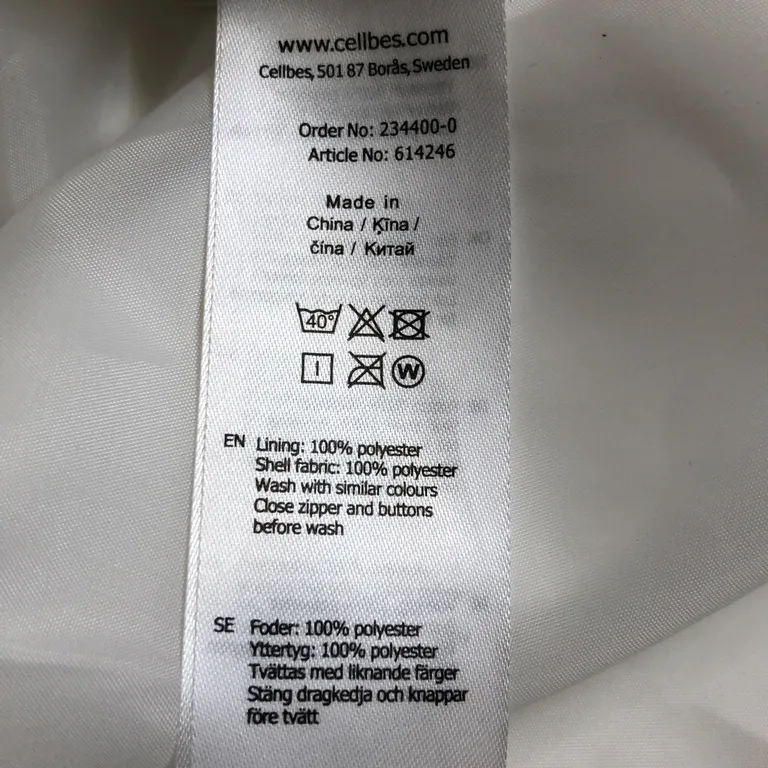 www.cellbes.com
Cellbes, 501 87 Borås, Sweden
Order No: 234400-0
Article No: 614246
Made in
China / Ķīna /
čína / Китай
40°
W
EN Lining: 100% polyester
Shell fabric: 100% polyester
Wash with similar colours
Close zipper and buttons
before wash
SE Foder: 100% polyester
Yttertyg: 100% polyester
Tvättas med liknande färger
Stäng dragkedja och knappar
före tvätt